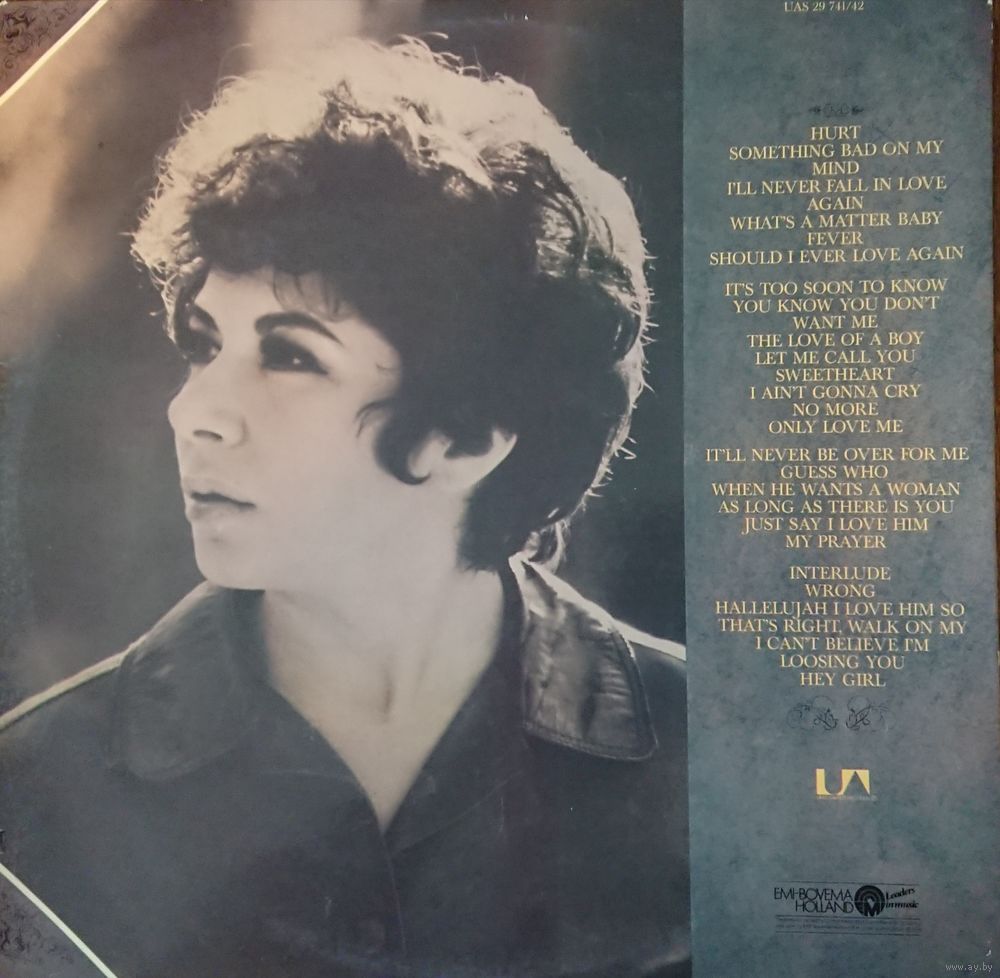 UAS 29 741/42
HURT
SOMETHING BAD ON MY
MIND
I'LL NEVER FALL IN LOVE
AGAIN
WHAT'S A MATTER BABY
FEVER
SHOULD I EVER LOVE AGAIN
IT'S TOO SOON TO KNOW
YOU KNOW YOU DON'T
WANT ME
THE LOVE OF A BOY
LET ME CALL YOU
SWEETHEART
I AIN'T GONNA CRY
NO MORE
ONLY LOVE ME
IT'LL NEVER BE OVER FOR ME
GUESS WHO
WHEN HE WANTS A WOMAN
AS LONG AS THERE IS YOU
JUST SAY I LOVE HIM
MY PRAYER
INTERLUDE
WRONG
HALLELUJAH I LOVE HIM SO
THAT'S RIGHT, WALK ON MY
I CAN'T BELIEVE I'M
LOOSING YOU
HEY GIRL
UA
EMI-BOVEMA
HOLLAND
Leaders
in music
www.ay.by